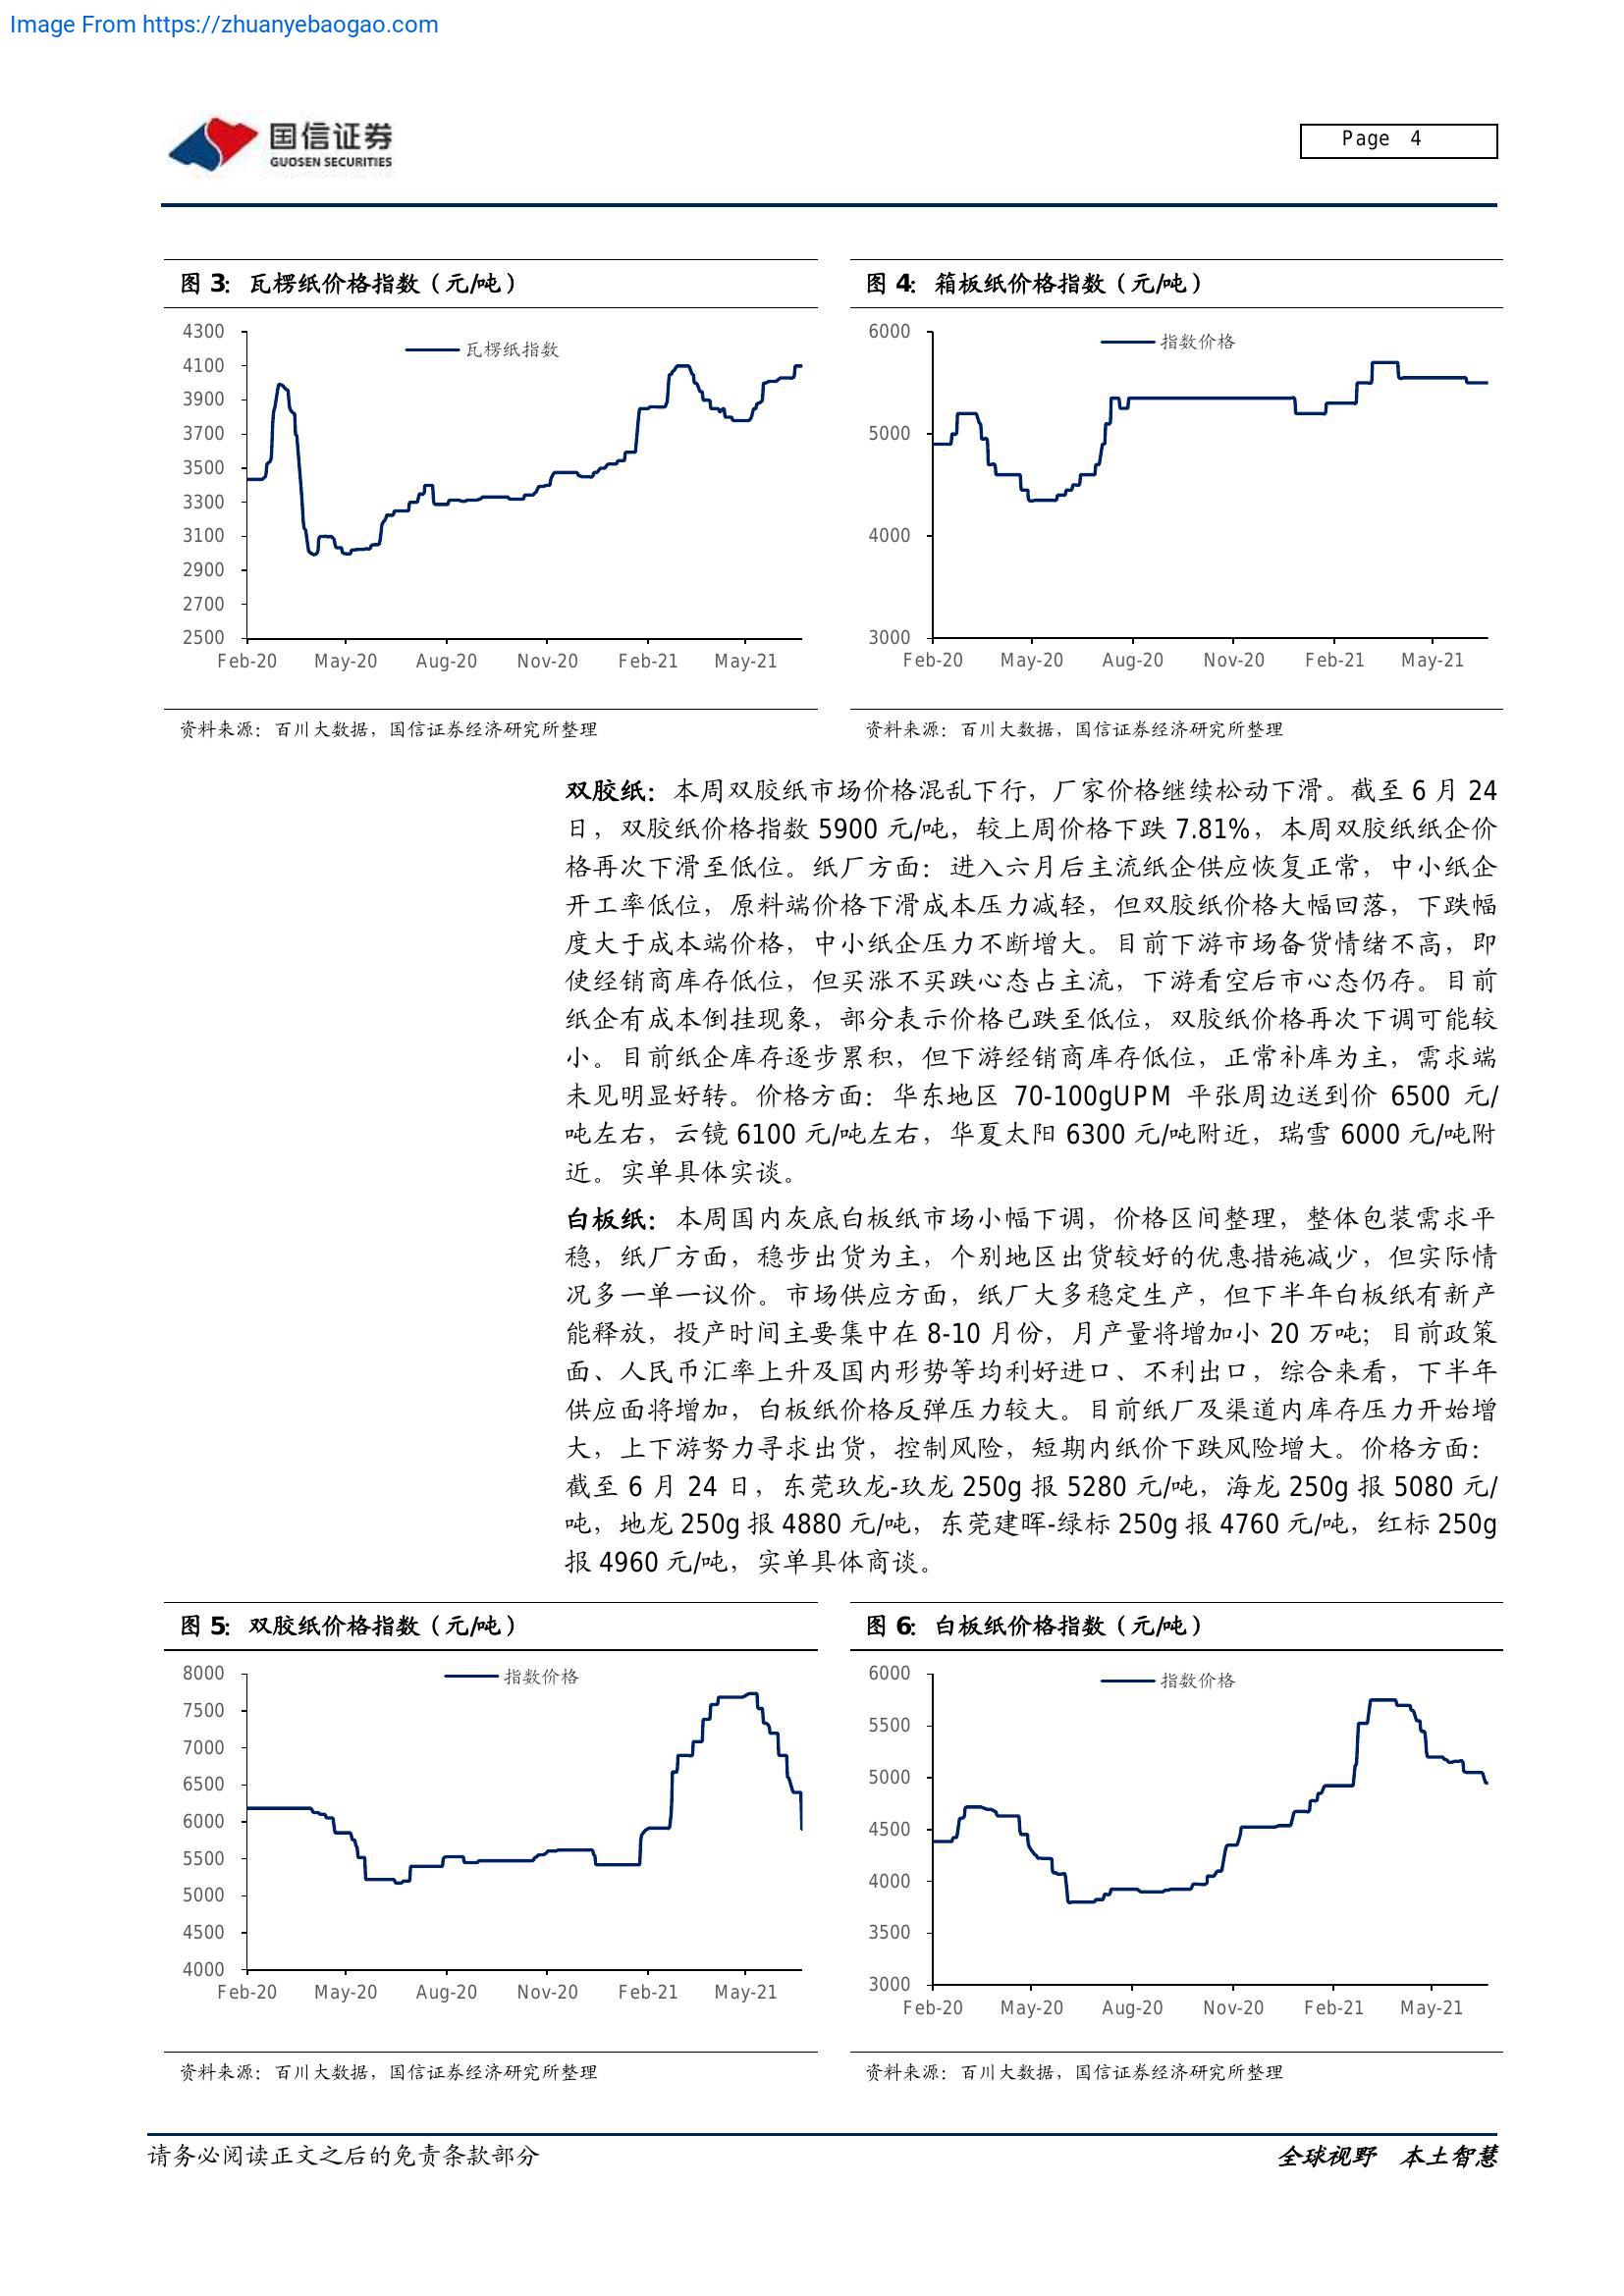 Image From https://zhuanyebaogao.com
国信证券
GUOSEN SECURITIES
Page 4
图 3：瓦楞纸价格指数（元/吨）
4300
4100
3900
3700
3500
3300
3100
2900
2700
2500
瓦楞纸指数
Feb-20 May-20 Aug-20 Nov-20 Feb-21 May-21
资料来源：百川大数据，国信证券经济研究所整理
图 4：箱板纸价格指数（元/吨）
6000
5000
4000
3000
指数价格
Feb-20 May-20 Aug-20 Nov-20 Feb-21 May-21
资料来源：百川大数据，国信证券经济研究所整理
双胶纸：本周双胶纸市场价格混乱下行，厂家价格继续松动下滑。截至 6 月 24
日，双胶纸价格指数 5900 元/吨，较上周价格下跌 7.81%，本周双胶纸纸企价
格再次下滑至低位。纸厂方面：进入六月后主流纸企供应恢复正常，中小纸企
开工率低位，原料端价格下滑成本压力减轻，但双胶纸价格大幅回落，下跌幅
度大于成本端价格，中小纸企压力不断增大。目前下游市场备货情绪不高，即
使经销商库存低位，但买涨不买跌心态占主流，下游看空后市心态仍存。目前
纸企有成本倒挂现象，部分表示价格已跌至低位，双胶纸价格再次下调可能较
小。目前纸企库存逐步累积，但下游经销商库存低位，正常补库为主，需求端
未见明显好转。价格方面：华东地区 70-100gUPM 平张周边送到价 6500 元/
吨左右，云镜 6100 元/吨左右，华夏太阳 6300 元/吨附近，瑞雪 6000 元/吨附
近。实单具体实谈。
白板纸：本周国内灰底白板纸市场小幅下调，价格区间整理，整体包装需求平
稳，纸厂方面，稳步出货为主，个别地区出货较好的优惠措施减少，但实际情
况多一单一议价。市场供应方面，纸厂大多稳定生产，但下半年白板纸有新产
能释放，投产时间主要集中在 8-10 月份，月产量将增加小 20 万吨；目前政策
面、人民币汇率上升及国内形势等均利好进口、不利出口，综合来看，下半年
供应面将增加，白板纸价格反弹压力较大。目前纸厂及渠道内库存压力开始增
大，上下游努力寻求出货，控制风险，短期内纸价下跌风险增大。价格方面：
截至 6 月 24 日，东莞玖龙-玖龙 250g 报 5280 元/吨，海龙 250g 报 5080 元/
吨，地龙 250g 报 4880 元/吨，东莞建晖-绿标 250g 报 4760 元/吨，红标 250g
报 4960 元/吨，实单具体商谈。
图 5：双胶纸价格指数（元/吨）
8000
7500
7000
6500
6000
5500
5000
4500
4000
指数价格
Feb-20 May-20 Aug-20 Nov-20 Feb-21 May-21
资料来源：百川大数据，国信证券经济研究所整理
图 6：白板纸价格指数（元/吨）
6000
5500
5000
4500
4000
3500
3000
指数价格
Feb-20 May-20 Aug-20 Nov-20 Feb-21 May-21
资料来源：百川大数据，国信证券经济研究所整理
请务必阅读正文之后的免责条款部分
全球视野 本土智慧